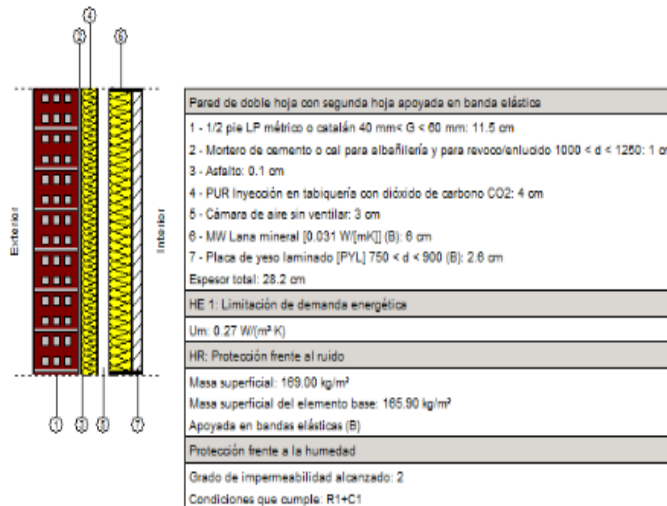 ④
② ⑥
Exterior
Interior
① ③ ⑤ ⑦
Pared de doble hoja con segunda hoja apoyada en banda elástica
1 - 1/2 pie LP métrico o catalán 40 mm< G < 60 mm: 11.5 cm
2 - Mortero de cemento o cal para albañilería y para revoco/enlucido 1000 < d < 1250: 1 cm
3 - Asfalto: 0.1 cm
4 - PUR Inyección en tabiquería con dióxido de carbono CO2: 4 cm
5 - Cámara de aire sin ventilar: 3 cm
6 - MW Lana mineral [0.031 W/[mK]] (B): 6 cm
7 - Placa de yeso laminado [PYL] 750 < d < 900 (B): 2.6 cm
Espesor total: 28.2 cm
HE 1: Limitación de demanda energética
Um: 0.27 W/(m² K)
HR: Protección frente al ruido
Masa superficial: 169.00 kg/m²
Masa superficial del elemento base: 165.90 kg/m²
Apoyada en bandas elásticas (B)
Protección frente a la humedad
Grado de impermeabilidad alcanzado: 2
Condiciones que cumple: R1+C1